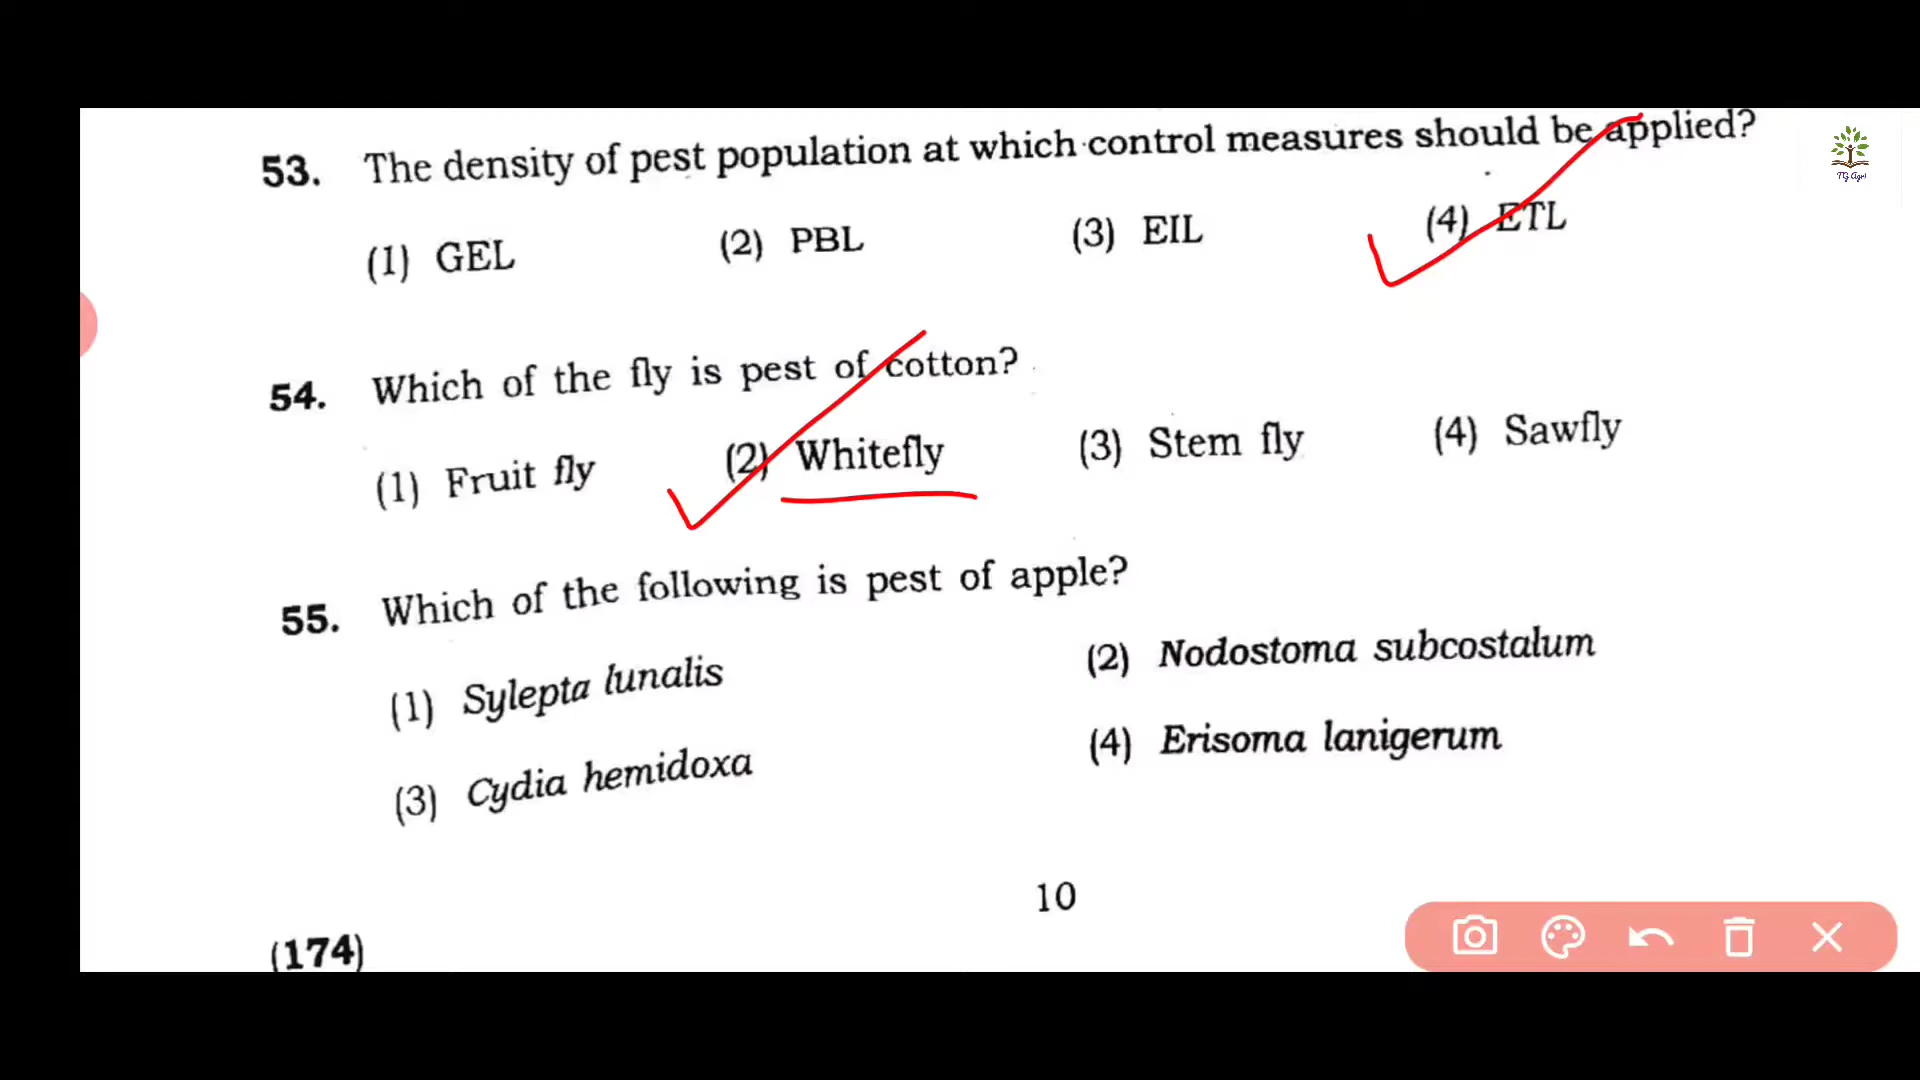 53. The density of pest population at which control measures should be applied?
(1) GEL (2) PBL (3) EIL (4) ETL
54. Which of the fly is pest of cotton?
(1) Fruit fly (2) Whitefly (3) Stem fly (4) Sawfly
55. Which of the following is pest of apple?
(1) Sylepta lunalis (2) Nodostoma subcostalum
(3) Cydia hemidoxa (4) Erisoma lanigerum
10
(174)
TG Agri